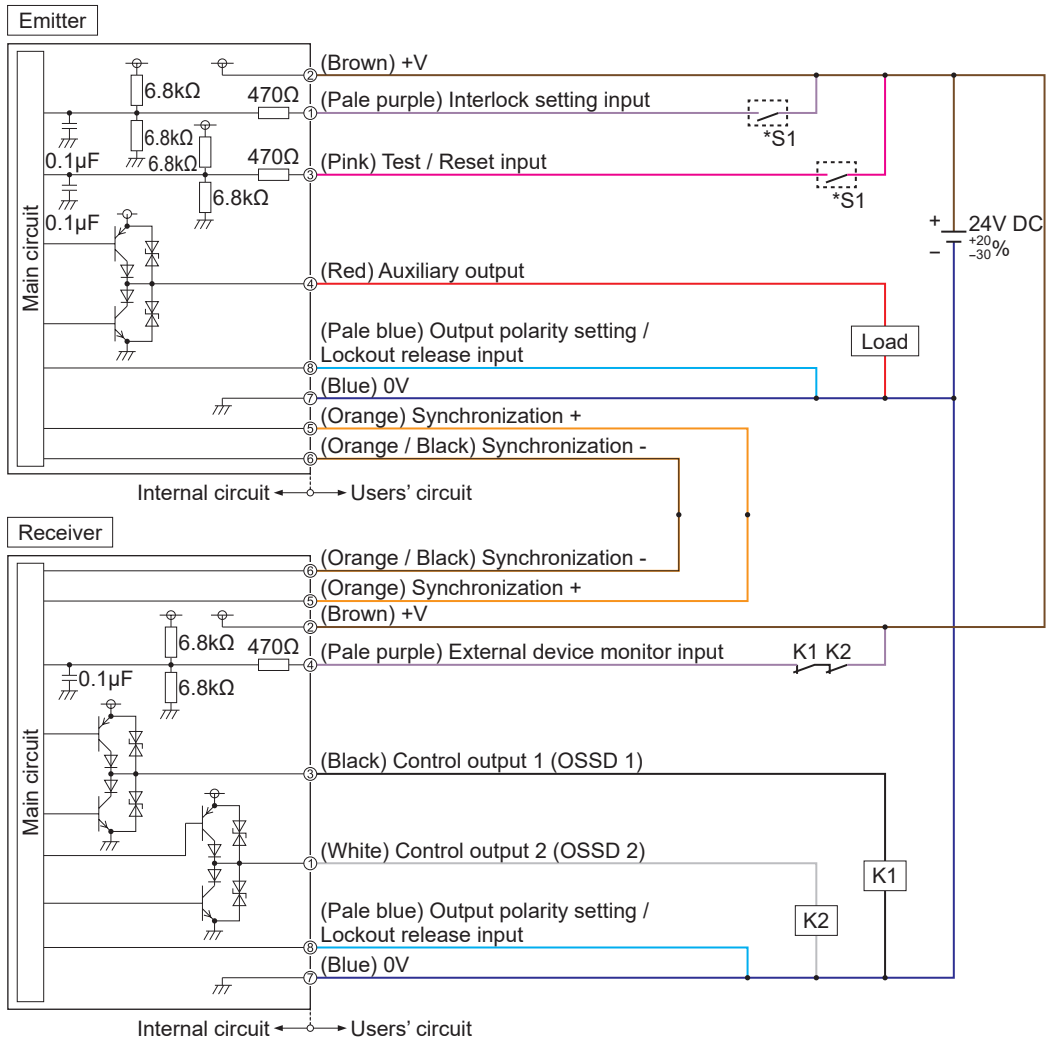 Emitter
② (Brown) +V
6.8kΩ
470Ω
① (Pale purple) Interlock setting input
*S1
6.8kΩ
0.1µF
6.8kΩ
470Ω
③ (Pink) Test / Reset input
*S1
6.8kΩ
0.1µF
Main circuit
+
−
24V DC
+20
−30 %
④ (Red) Auxiliary output
Load
(Pale blue) Output polarity setting /
Lockout release input
⑧
⑦ (Blue) 0V
⑤ (Orange) Synchronization +
⑥ (Orange / Black) Synchronization -
Internal circuit
Users' circuit
Receiver
⑥ (Orange / Black) Synchronization -
⑤ (Orange) Synchronization +
② (Brown) +V
6.8kΩ
470Ω
④ (Pale purple) External device monitor input
K1 K2
0.1µF
6.8kΩ
Main circuit
③ (Black) Control output 1 (OSSD 1)
① (White) Control output 2 (OSSD 2)
K1
K2
(Pale blue) Output polarity setting /
Lockout release input
⑧
⑦ (Blue) 0V
Internal circuit
Users' circuit